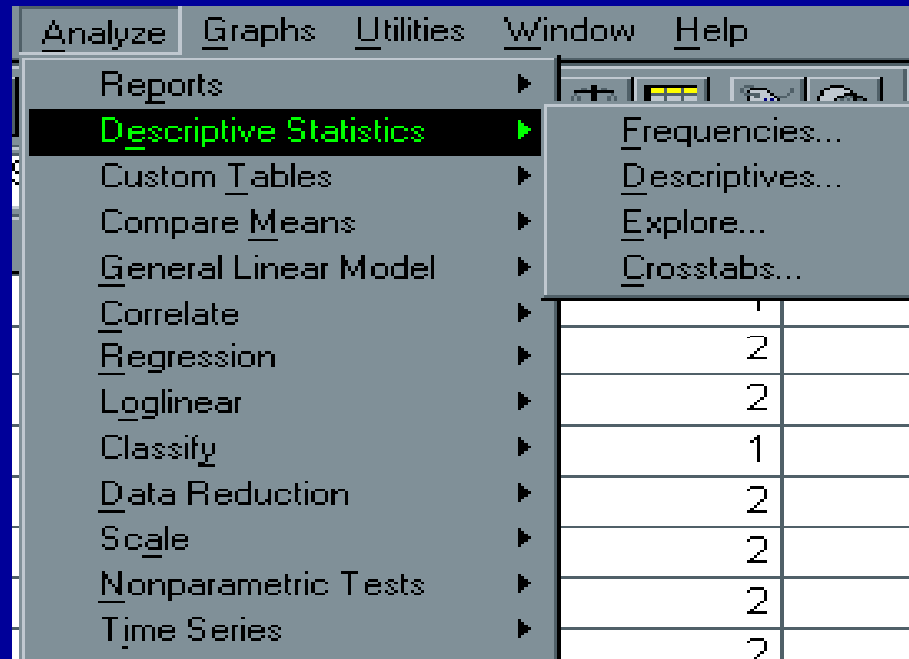 Analyze Graphs Utilities Window Help
Reports
Descriptive Statistics
Custom Tables
Compare Means
General Linear Model
Correlate
Regression
Loglinear
Classify
Data Reduction
Scale
Nonparametric Tests
Time Series
Frequencies...
Descriptives...
Explore...
Crosstabs...
2
2
1
2
2
2
2